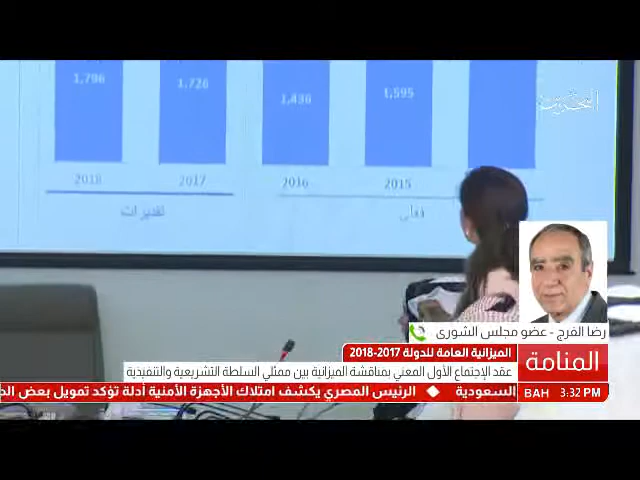 1,796
1,726
1,436
1,595
2018
2017
2016
2015
تقديرات
فعلي
البحرين
رضا الفرج - عضو مجلس الشورى
الميزانية العامة للدولة 2017-2018
المنامة
عقد الإجتماع الأول المعني بمناقشة الميزانية بين ممثلي السلطة التشريعية والتنفيذية
السعودية ◆ الرئيس المصري يكشف امتلاك الأجهزة الأمنية أدلة تؤكد تمويل بعض
BAH 3:32 PM